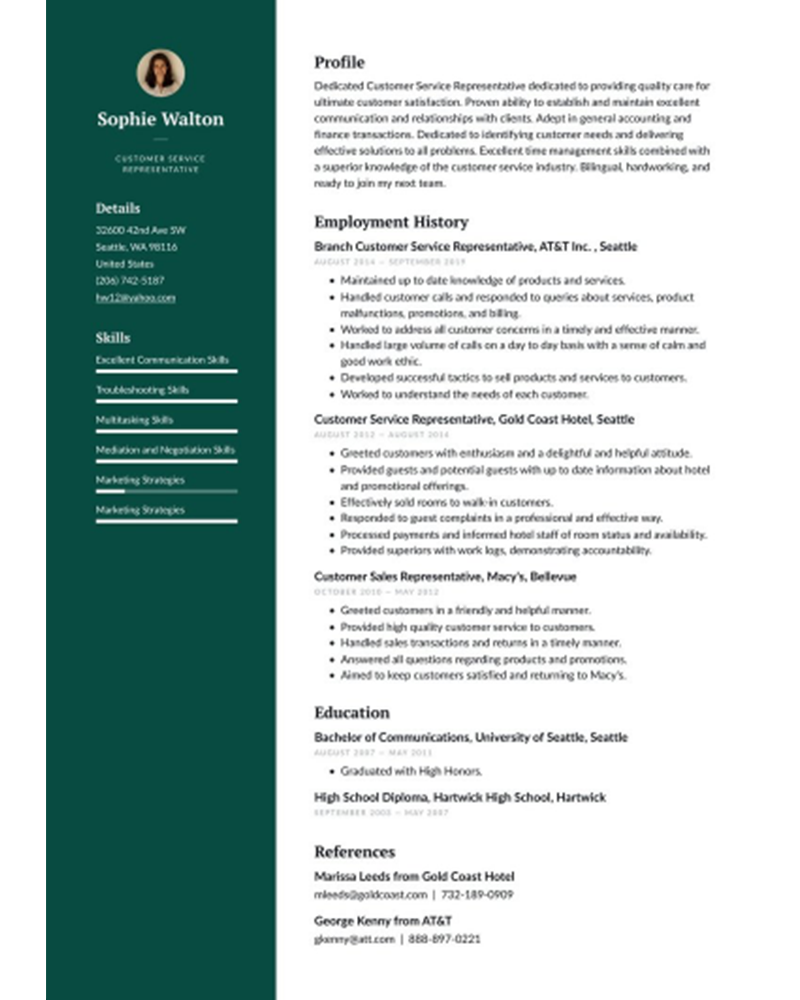 Sophie Walton
CUSTOMER SERVICE
REPRESENTATIVE
Details
32600 42nd Ave SW
Seattle, WA 98116
United States
(206) 742-5187
hw12@yahoo.com
Skills
Excellent Communication Skills
Troubleshooting Skills
Multitasking Skills
Mediation and Negotiation Skills
Marketing Strategies
Marketing Strategies
Profile
Dedicated Customer Service Representative dedicated to providing quality care for
ultimate customer satisfaction. Proven ability to establish and maintain excellent
communication and relationships with clients. Adept in general accounting and
finance transactions. Dedicated to identifying customer needs and delivering
effective solutions to all problems. Excellent time management skills combined with
a superior knowledge of the customer service industry. Bilingual, hardworking, and
ready to join my next team.
Employment History
Branch Customer Service Representative, AT&T Inc. , Seattle
AUGUST 2014 — SEPTEMBER 2019
• Maintained up to date knowledge of products and services.
• Handled customer calls and responded to queries about services, product
malfunctions, promotions, and billing.
• Worked to address all customer concerns in a timely and effective manner.
• Handled large volume of calls on a day to day basis with a sense of calm and
good work ethic.
• Developed successful tactics to sell products and services to customers.
• Worked to understand the needs of each customer.
Customer Service Representative, Gold Coast Hotel, Seattle
AUGUST 2012 — AUGUST 2014
• Greeted customers with enthusiasm and a delightful and helpful attitude.
• Provided guests and potential guests with up to date information about hotel
and promotional offerings.
• Effectively sold rooms to walk-in customers.
• Responded to guest complaints in a professional and effective way.
• Processed payments and informed hotel staff of room status and availability.
• Provided superiors with work logs, demonstrating accountability.
Customer Sales Representative, Macy's, Bellevue
OCTOBER 2010 — MAY 2012
• Greeted customers in a friendly and helpful manner.
• Provided high quality customer service to customers.
• Handled sales transactions and returns in a timely manner.
• Answered all questions regarding products and promotions.
• Aimed to keep customers satisfied and returning to Macy's.
Education
Bachelor of Communications, University of Seattle, Seattle
AUGUST 2007 — MAY 2011
• Graduated with High Honors.
High School Diploma, Hartwick High School, Hartwick
SEPTEMBER 2003 — MAY 2007
References
Marissa Leeds from Gold Coast Hotel
mleeds@goldcoast.com | 732-189-0909
George Kenny from AT&T
gkenny@att.com | 888-897-0221